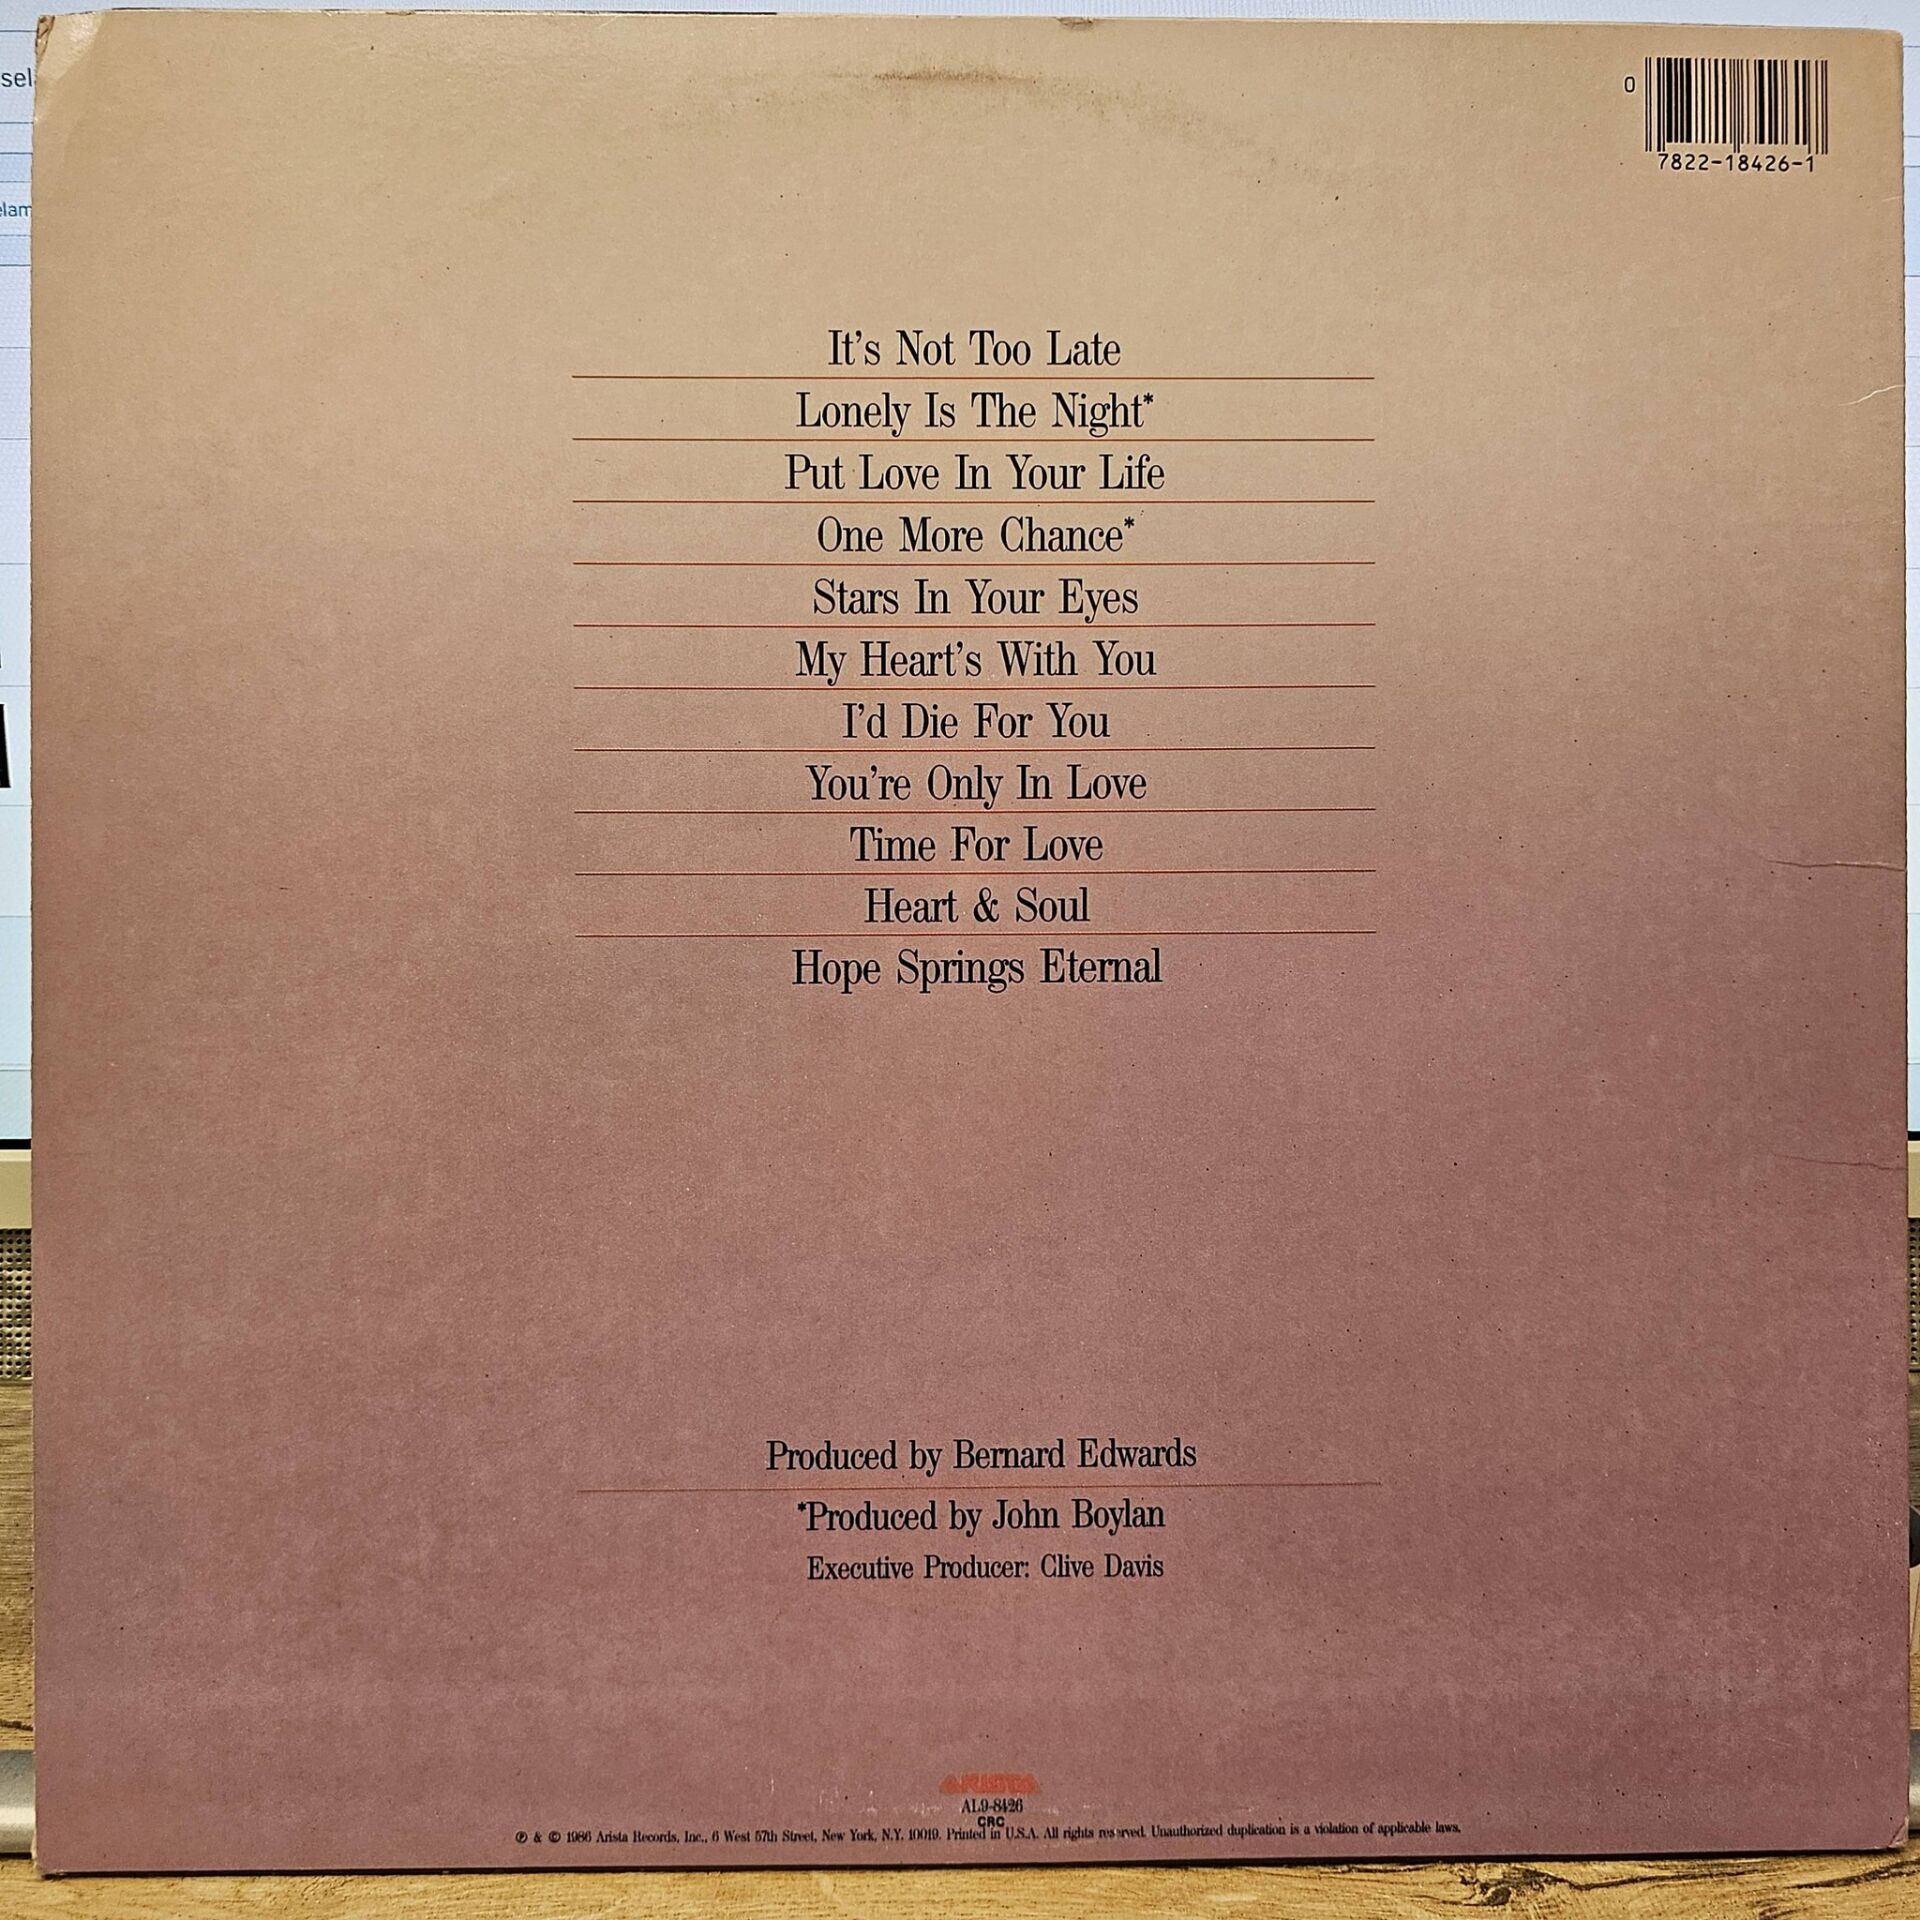 0
7822-18426-1
It's Not Too Late
Lonely Is The Night*
Put Love In Your Life
One More Chance*
Stars In Your Eyes
My Heart's With You
I'd Die For You
You're Only In Love
Time For Love
Heart & Soul
Hope Springs Eternal
Produced by Bernard Edwards
*Produced by John Boylan
Executive Producer: Clive Davis
ARISTA
AL9-8426
CRC
℗ & © 1986 Arista Records, Inc., 6 West 57th Street, New York, N.Y. 10019. Printed in U.S.A. All rights reserved. Unauthorized duplication is a violation of applicable laws.